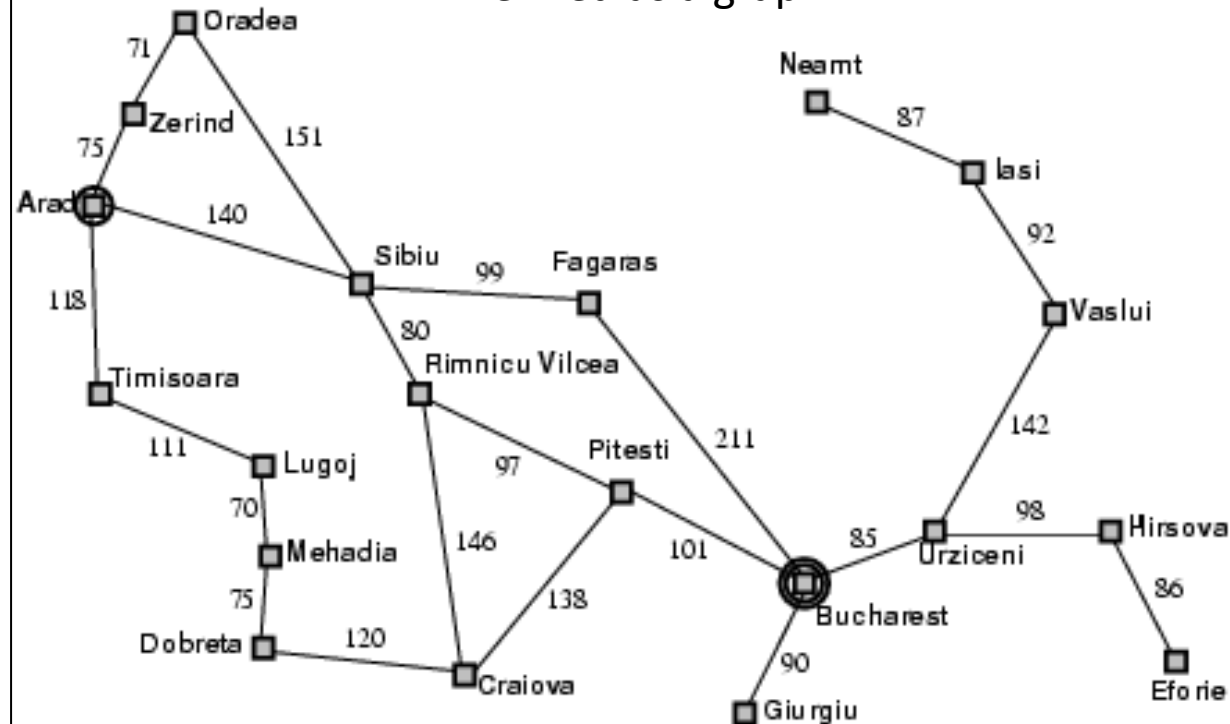 Oradea
71
Neamt
Zerind
87
151
75
Iasi
Arad
140
92
Sibiu
99
Fagaras
118
80
Vaslui
Rimnicu Vilcea
Timisoara
211
142
111
Lugoj
97
Pitesti
70
98
Hirsova
146
101
85
Urziceni
Mehadia
75
138
86
Bucharest
Dobreta
120
90
Craiova
Eforie
Giurgiu